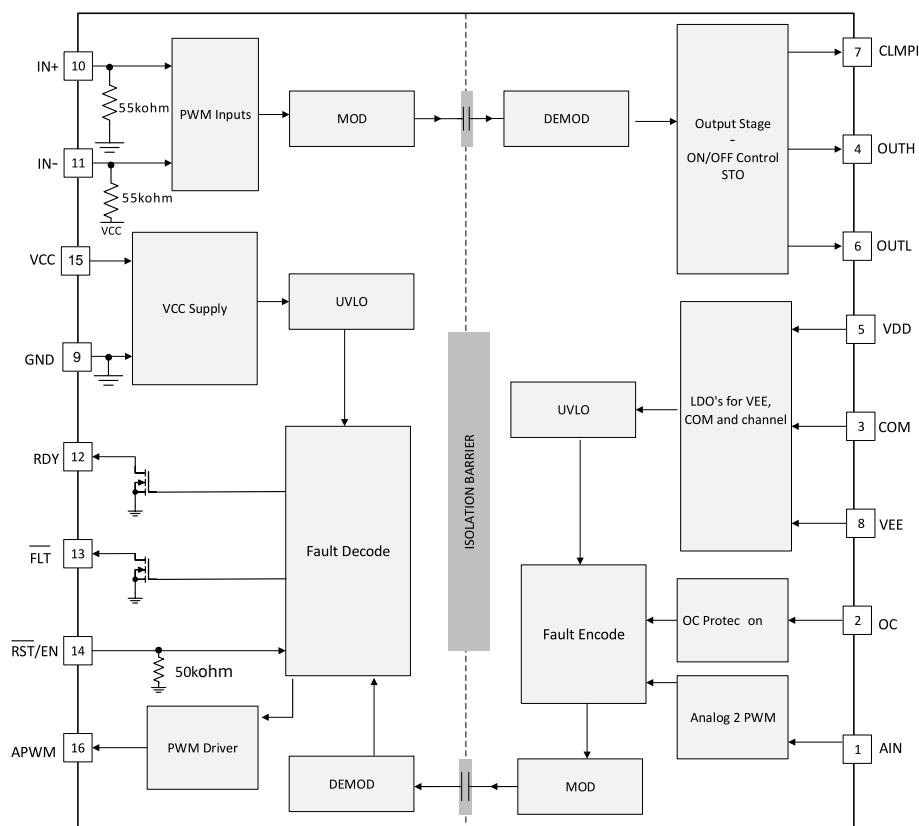 IN+
10
55kohm
IN-
11
55kohm
VCC
PWM Inputs
MOD
DEMOD
Output Stage
-
ON/OFF Control
STO
7
CLMPI
4
OUTH
6
OUTL
VCC
15
GND
9
VCC Supply
UVLO
ISOLATION BARRIER
UVLO
LDO's for VEE,
COM and channel
5
VDD
3
COM
8
VEE
RDY
12
FLT
13
RST/EN
14
50kohm
Fault Decode
Fault Encode
OC Protec on
2
OC
Analog 2 PWM
1
AIN
APWM
16
PWM Driver
DEMOD
MOD